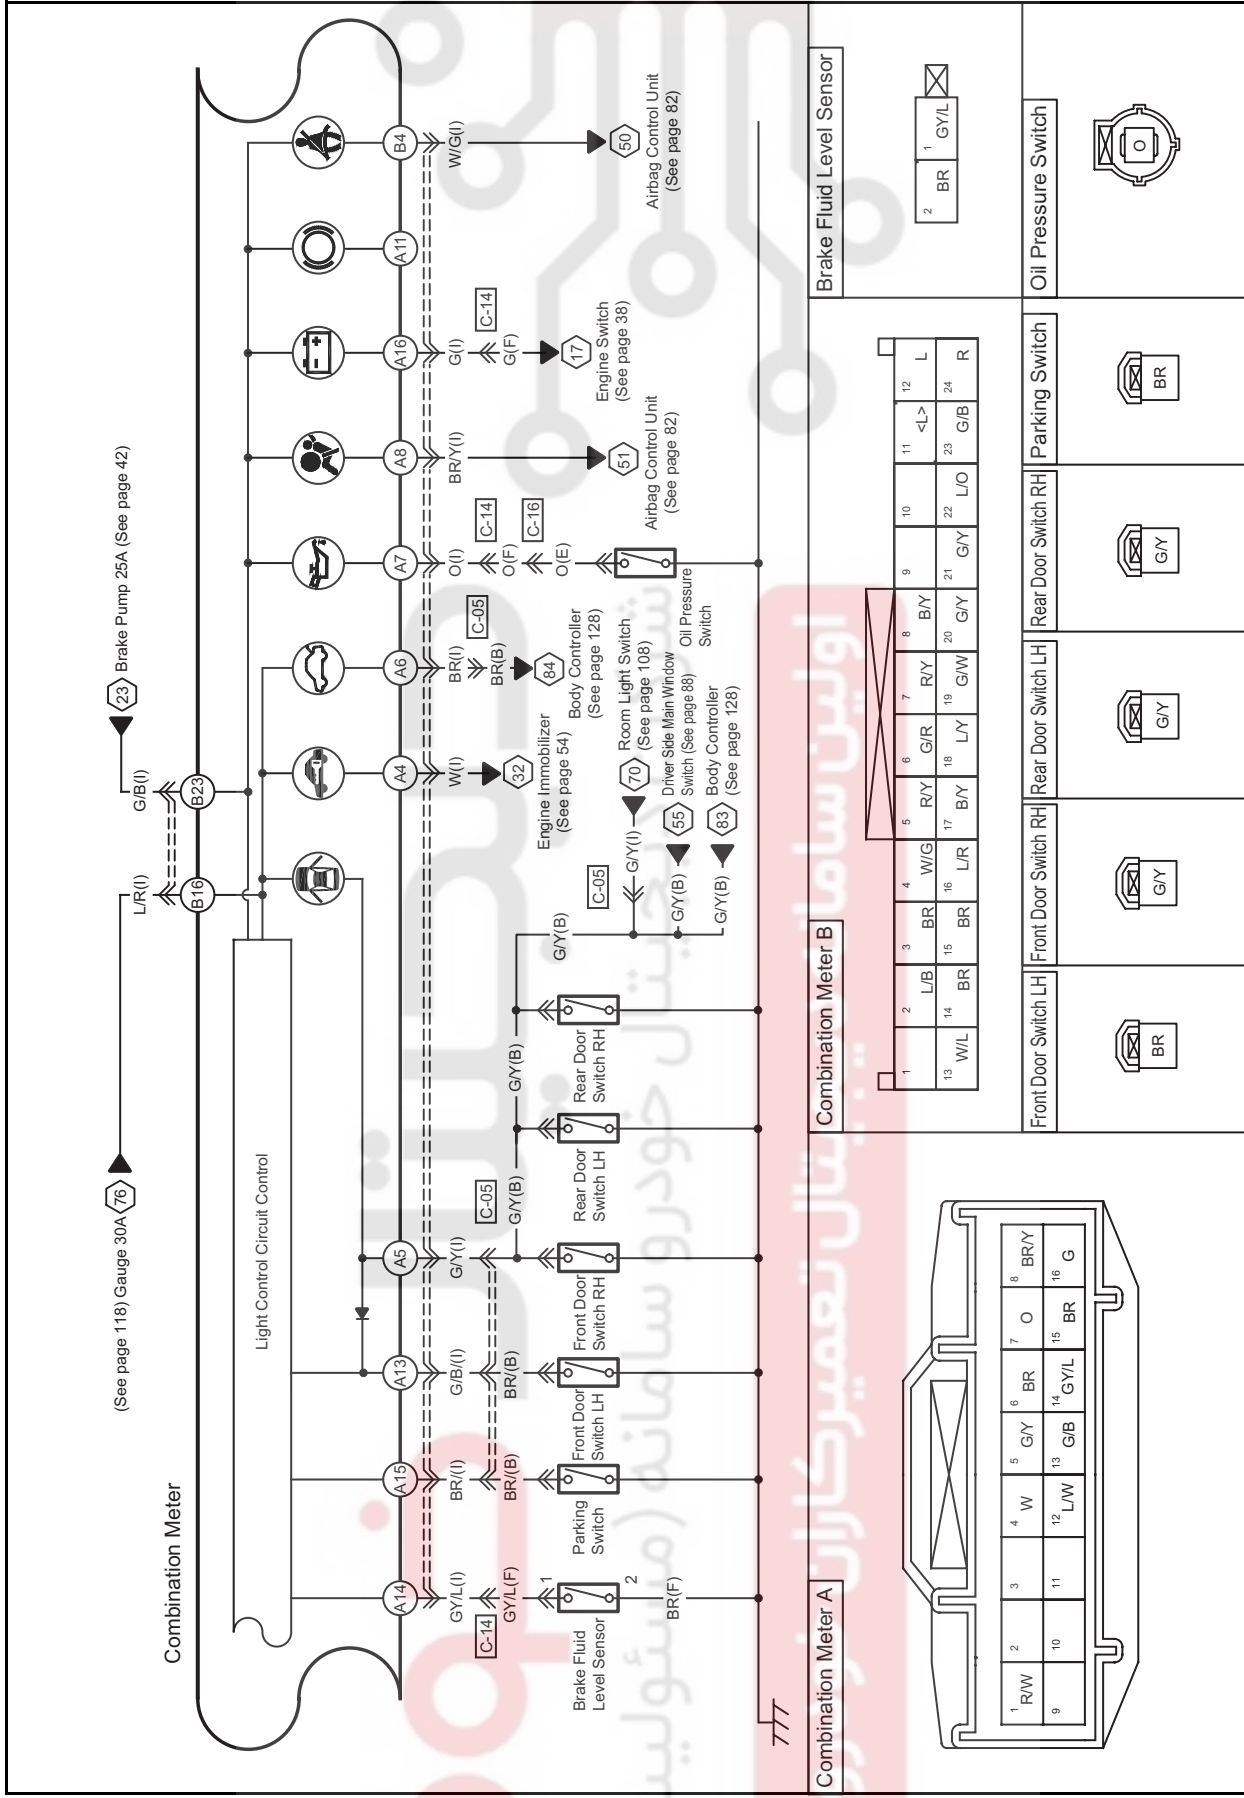 Combination Meter
(See page 118) Gauge 30A 76
23 Brake Pump 25A (See page 42)
L/R(I)
G/B(I)
B16
B23
Light Control Circuit Control
A14
A15
A13
A5
A4
A6
A7
A8
A16
A11
B4
GY/L(I)
BR/(I)
G/B/(I)
G/Y(I)
W(I)
BR(I)
O(I)
BR/Y(I)
G(I)
W/G(I)
C-14
GY/L(F)
BR/(B)
BR/(B)
C-05
G/Y(B)
G/Y(B)
G/Y(B)
C-05
BR(B)
C-14
O(F)
C-16
O(E)
C-14
G(F)
1
Brake Fluid
Level Sensor
2
BR(F)
Parking
Switch
Front Door
Switch LH
Front Door
Switch RH
Rear Door
Switch LH
Rear Door
Switch RH
32
Engine Immobilizer
(See page 54)
84
Body Controller
(See page 128)
C-05
G/Y(I)
70
Room Light Switch
(See page 108)
G/Y(B)
55
Driver Side Main Window
Switch (See page 88)
G/Y(B)
83
Body Controller
(See page 128)
Oil Pressure
Switch
51
Airbag Control Unit
(See page 82)
17
Engine Switch
(See page 38)
50
Airbag Control Unit
(See page 82)
اولین سامانه دیجیتال تعمیرکاران خودرو
Combination Meter A
1 R/W
2
3
4 W
5 G/Y
6 BR
7 O
8 BR/Y
9
10
11
12 L/W
13 G/B
14 GY/L
15 BR
16 G
Combination Meter B
1
2 L/B
3 BR
4 W/G
5 R/Y
6 G/R
7 R/Y
8 B/Y
9
10
11 <L>
12 L
13 W/L
14 BR
15 BR
16 L/R
17 B/Y
18 L/Y
19 G/W
20 G/Y
21 G/Y
22 L/O
23 G/B
24 R
Brake Fluid Level Sensor
2 BR
1 GY/L
Front Door Switch LH
BR
Front Door Switch RH
G/Y
Rear Door Switch LH
G/Y
Rear Door Switch RH
G/Y
Parking Switch
BR
Oil Pressure Switch
O